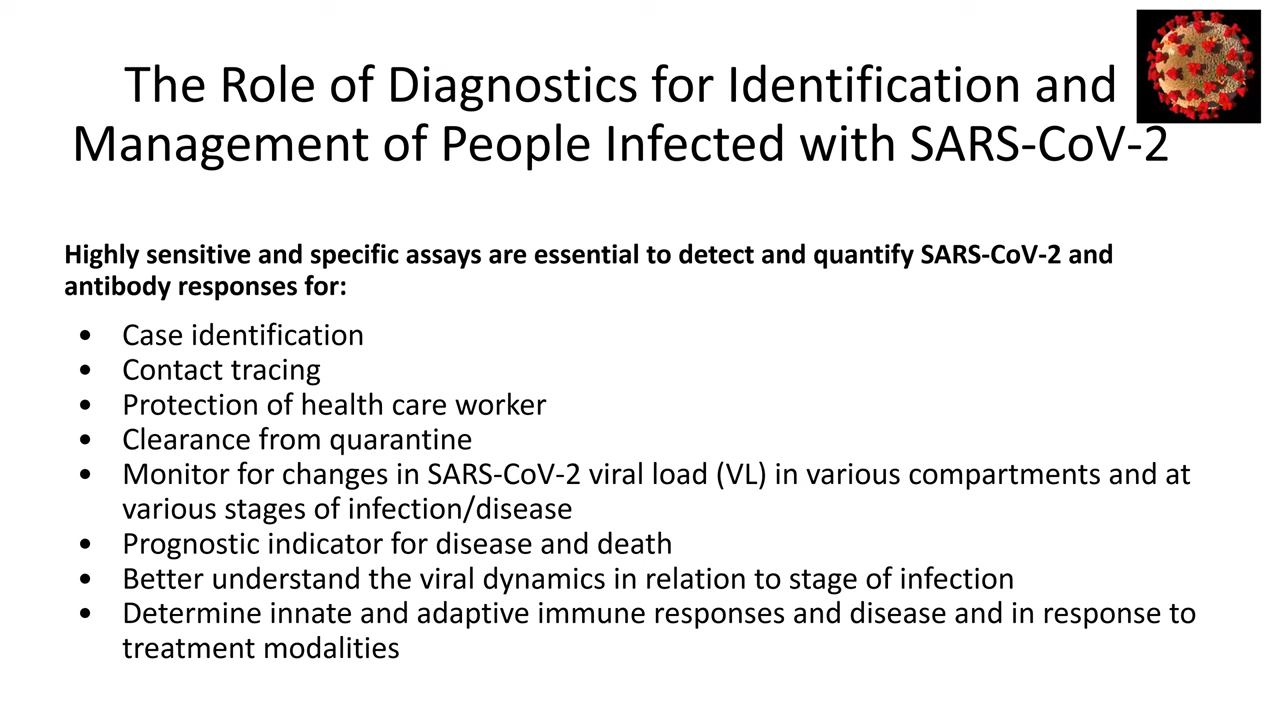 The Role of Diagnostics for Identification and
Management of People Infected with SARS-CoV-2
Highly sensitive and specific assays are essential to detect and quantify SARS-CoV-2 and
antibody responses for:
• Case identification
• Contact tracing
• Protection of health care worker
• Clearance from quarantine
• Monitor for changes in SARS-CoV-2 viral load (VL) in various compartments and at
various stages of infection/disease
• Prognostic indicator for disease and death
• Better understand the viral dynamics in relation to stage of infection
• Determine innate and adaptive immune responses and disease and in response to
treatment modalities